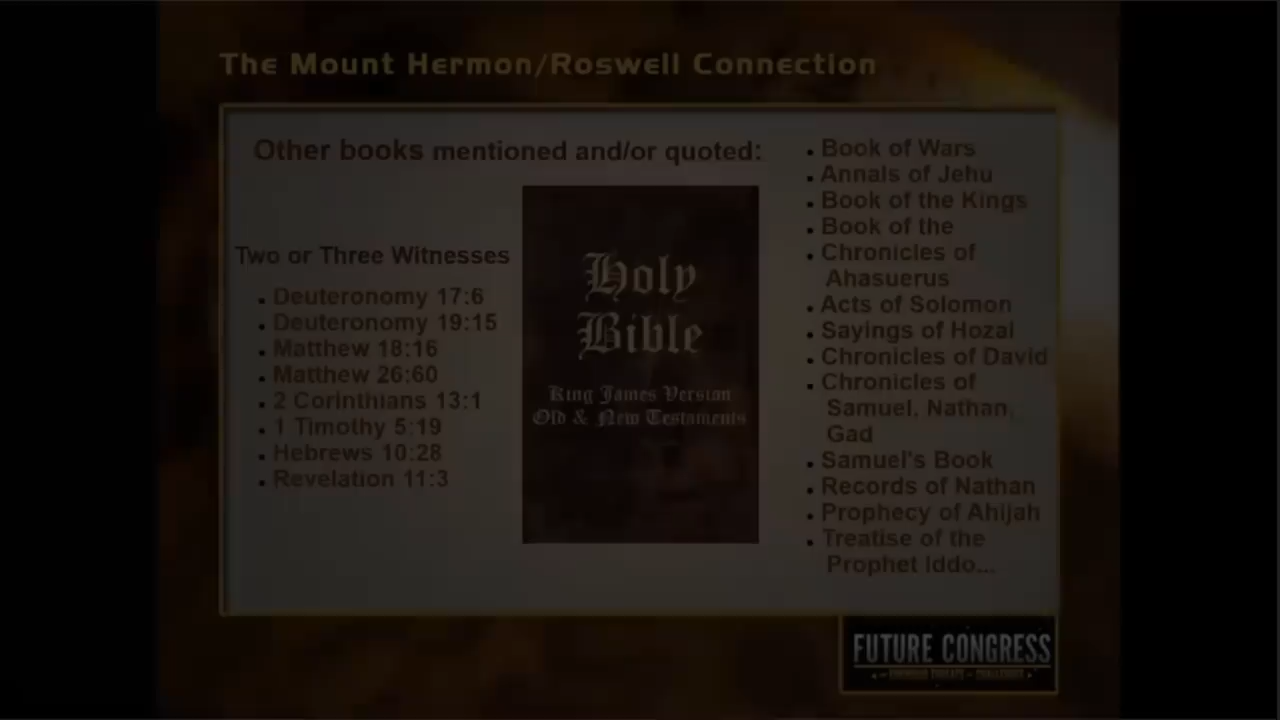 The Mount Hermon/Roswell Connection
Other books mentioned and/or quoted:
Two or Three Witnesses
. Deuteronomy 17:6
. Deuteronomy 19:15
. Matthew 18:16
. Matthew 26:60
. 2 Corinthians 13:1
. 1 Timothy 5:19
. Hebrews 10:28
. Revelation 11:3
Holy
Bible
King James Version
Old & New Testaments
. Book of Wars
. Annals of Jehu
. Book of the Kings
. Book of the
. Chronicles of
Ahasuerus
. Acts of Solomon
. Sayings of Hozai
. Chronicles of David
. Chronicles of
Samuel, Nathan,
Gad
. Samuel's Book
. Records of Nathan
. Prophecy of Ahijah
. Treatise of the
Prophet Iddo...
FUTURE CONGRESS